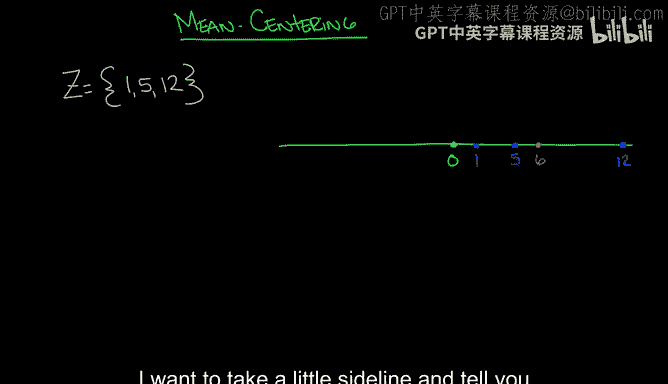 GPT中英字幕课程资源@bilibili.com
MEAN-CENTERING
GPT中英字幕课程资源 bilibili
Z={1,5,12}
0 1 5 6 12
I want to take a little sideline and tell you